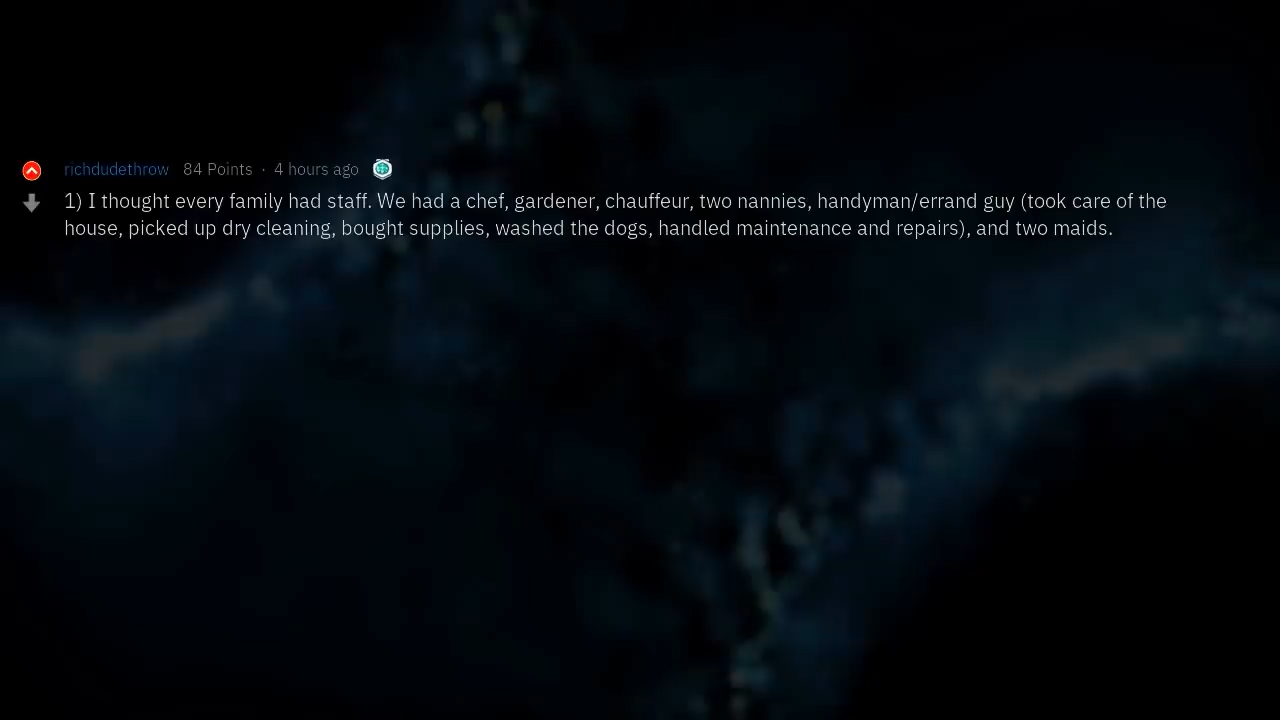 richdudethrow 84 Points · 4 hours ago
1) I thought every family had staff. We had a chef, gardener, chauffeur, two nannies, handyman/errand guy (took care of the
house, picked up dry cleaning, bought supplies, washed the dogs, handled maintenance and repairs), and two maids.